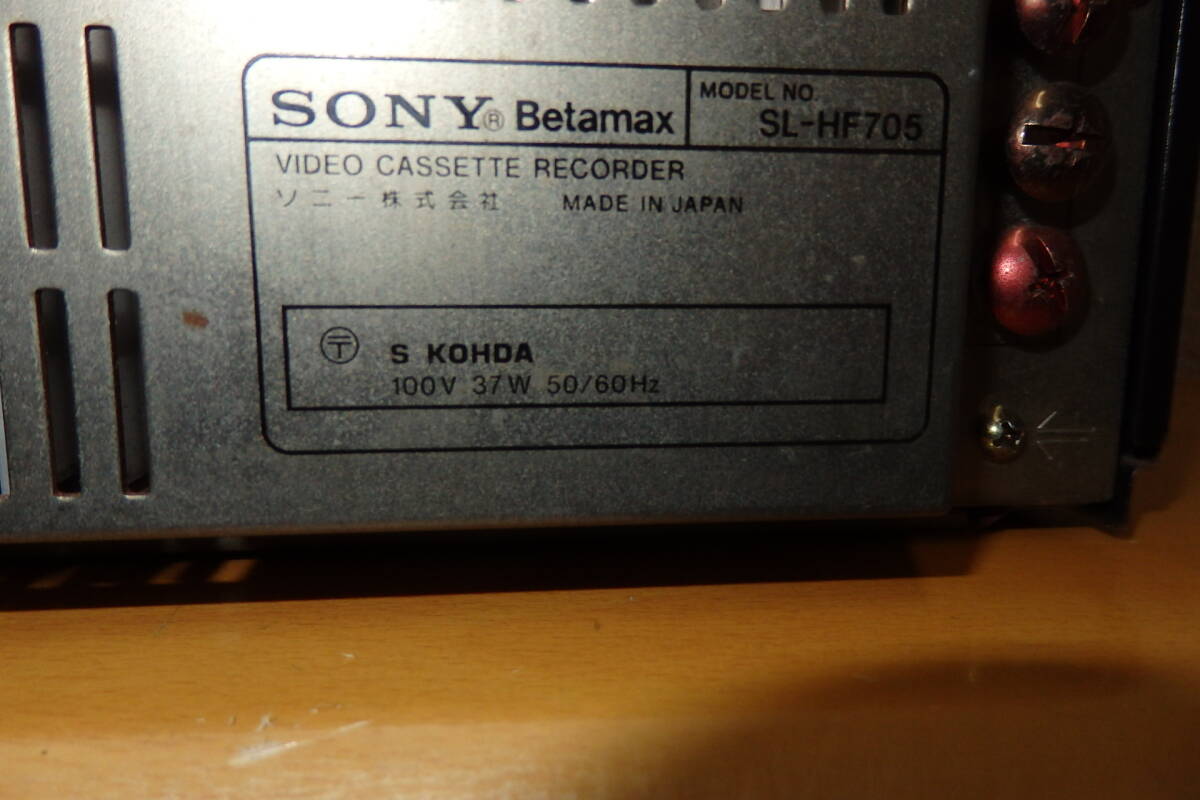 SONY® Betamax
MODEL NO.
SL-HF705
VIDEO CASSETTE RECORDER
ソニー株式会社 MADE IN JAPAN
〶 S KOHDA
100V 37W 50/60Hz